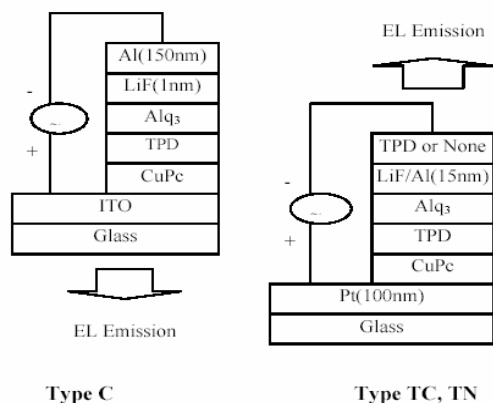 Al(150nm)
LiF(1nm)
Alq3
TPD
CuPc
ITO
Glass
-
~
+
EL Emission
Type C
EL Emission
TPD or None
LiF/Al(15nm)
Alq3
TPD
CuPc
Pt(100nm)
Glass
-
~
+
Type TC, TN